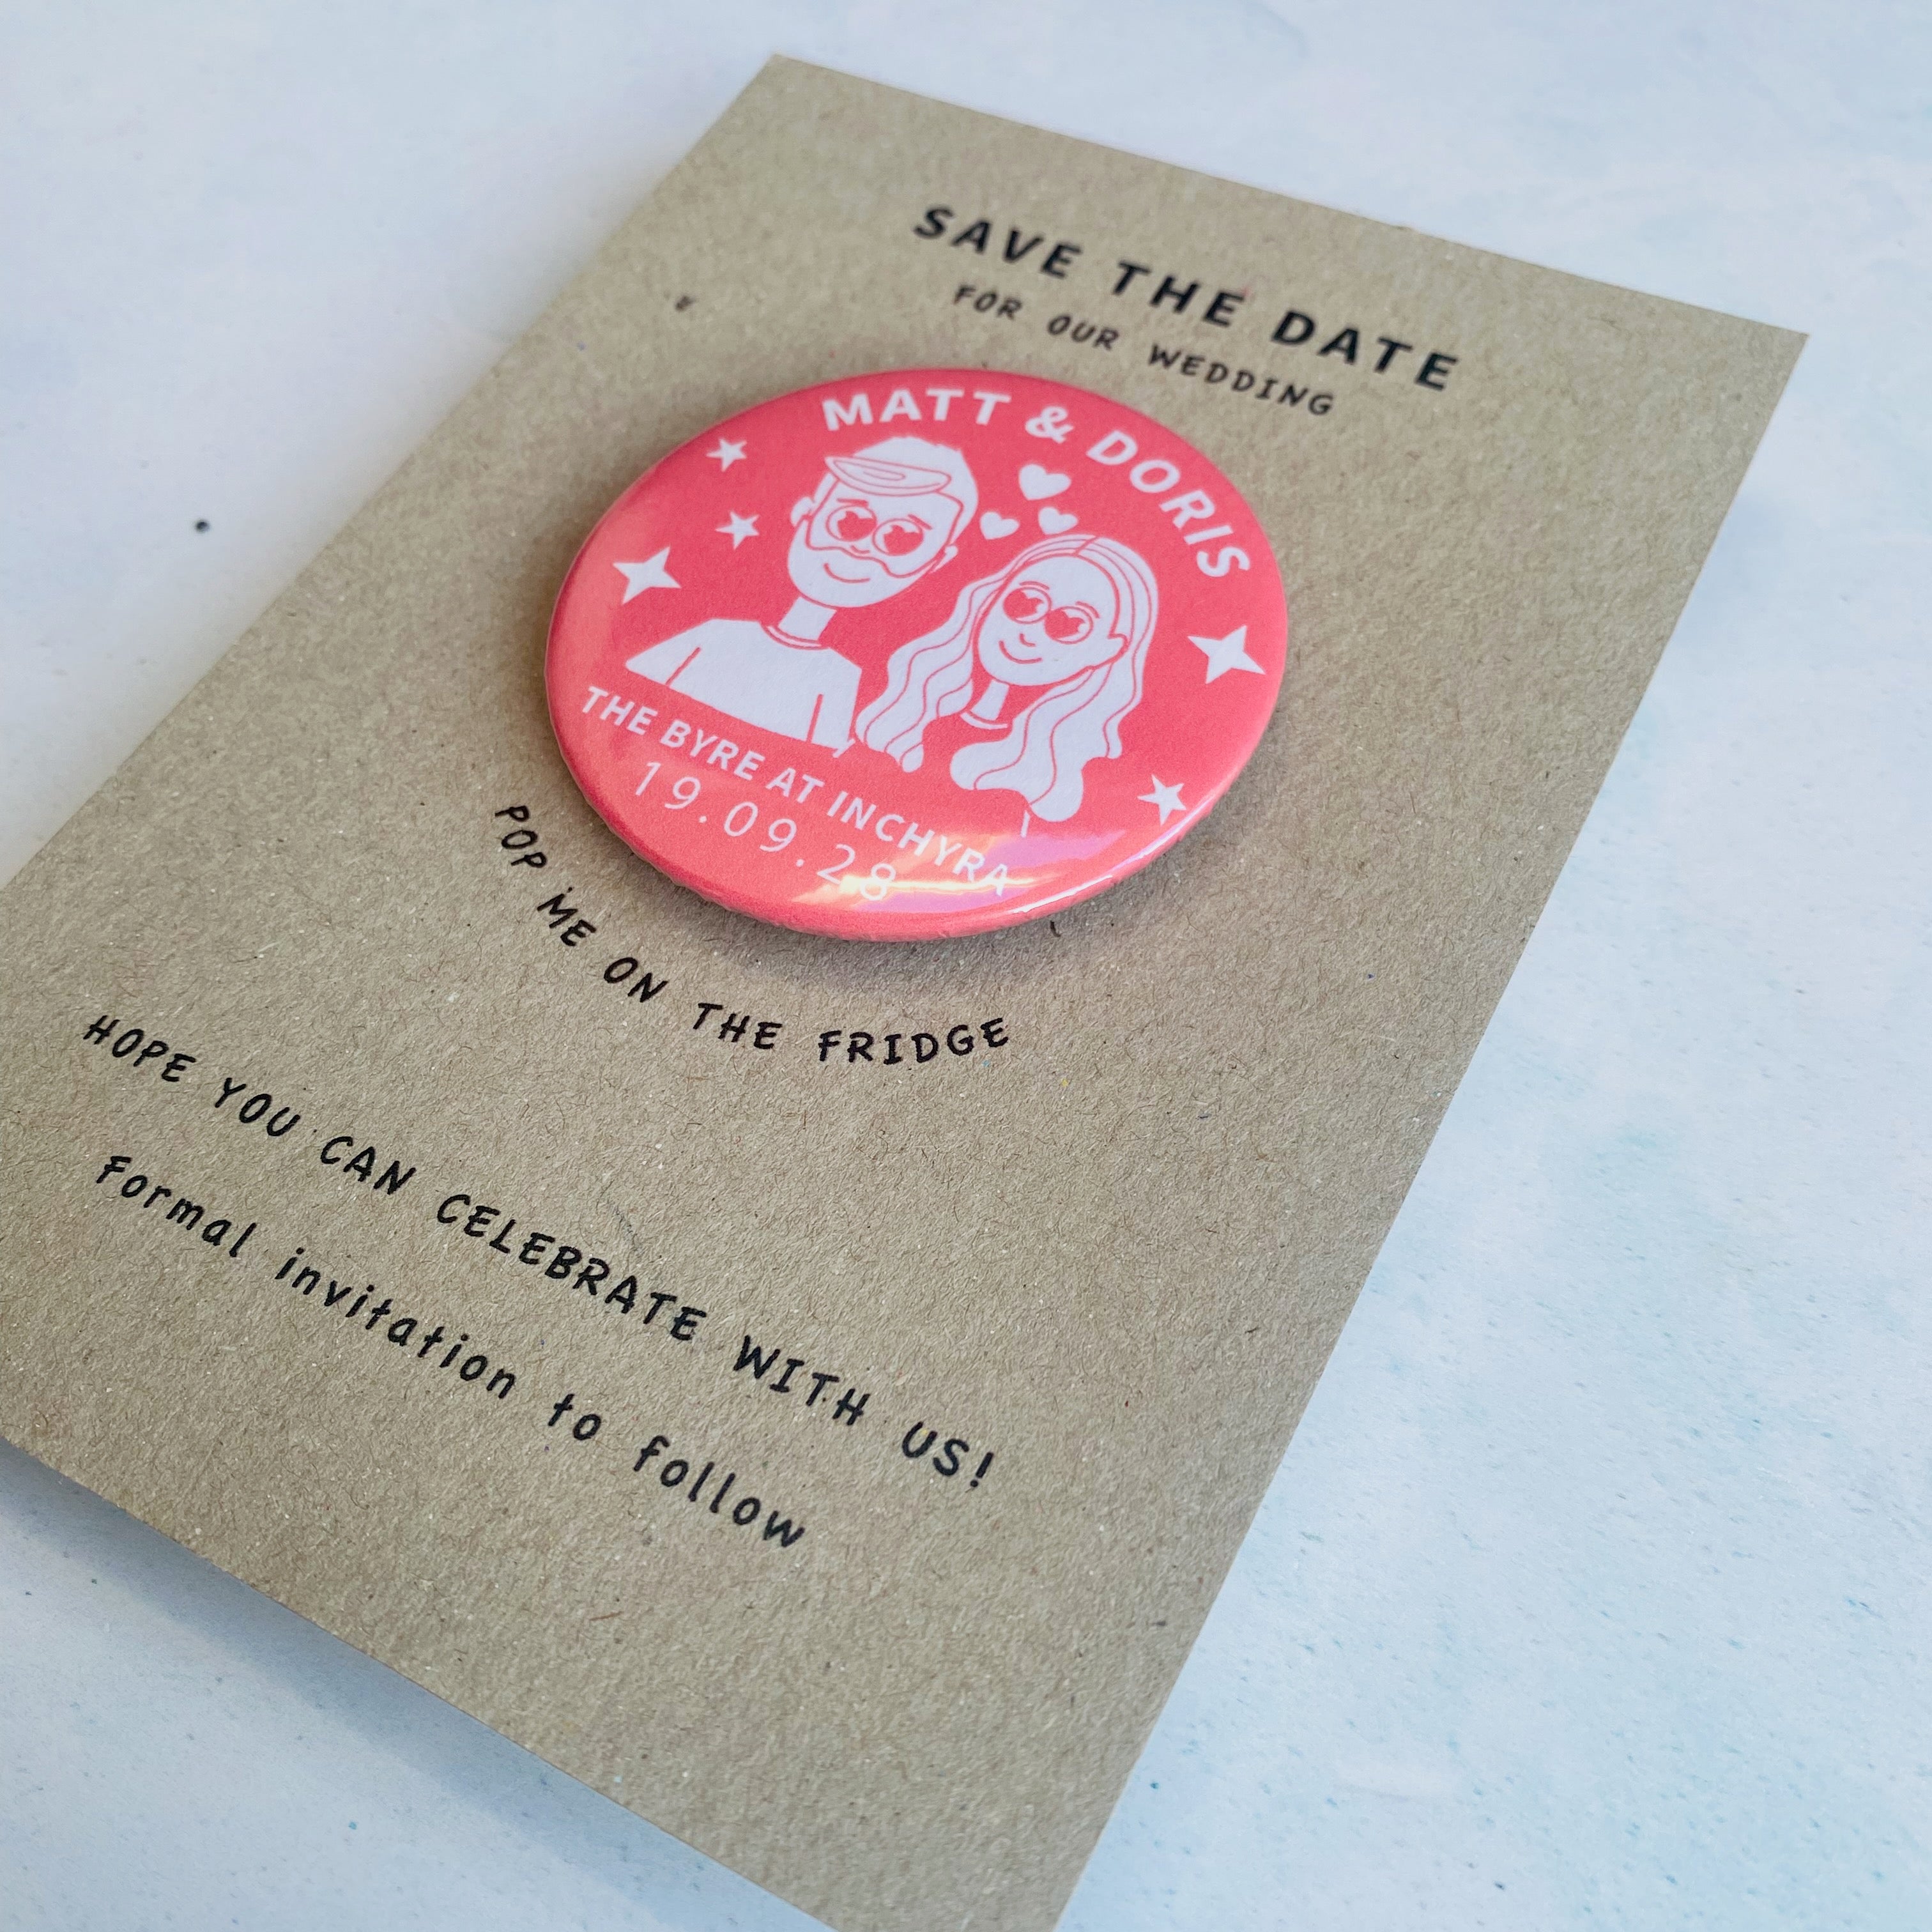 SAVE THE DATE
FOR OUR WEDDING
MATT & DORIS
THE BYRE AT INCHYRA
19.09.28
POP ME ON THE FRIDGE
HOPE YOU CAN CELEBRATE WITH US!
Formal invitation to follow